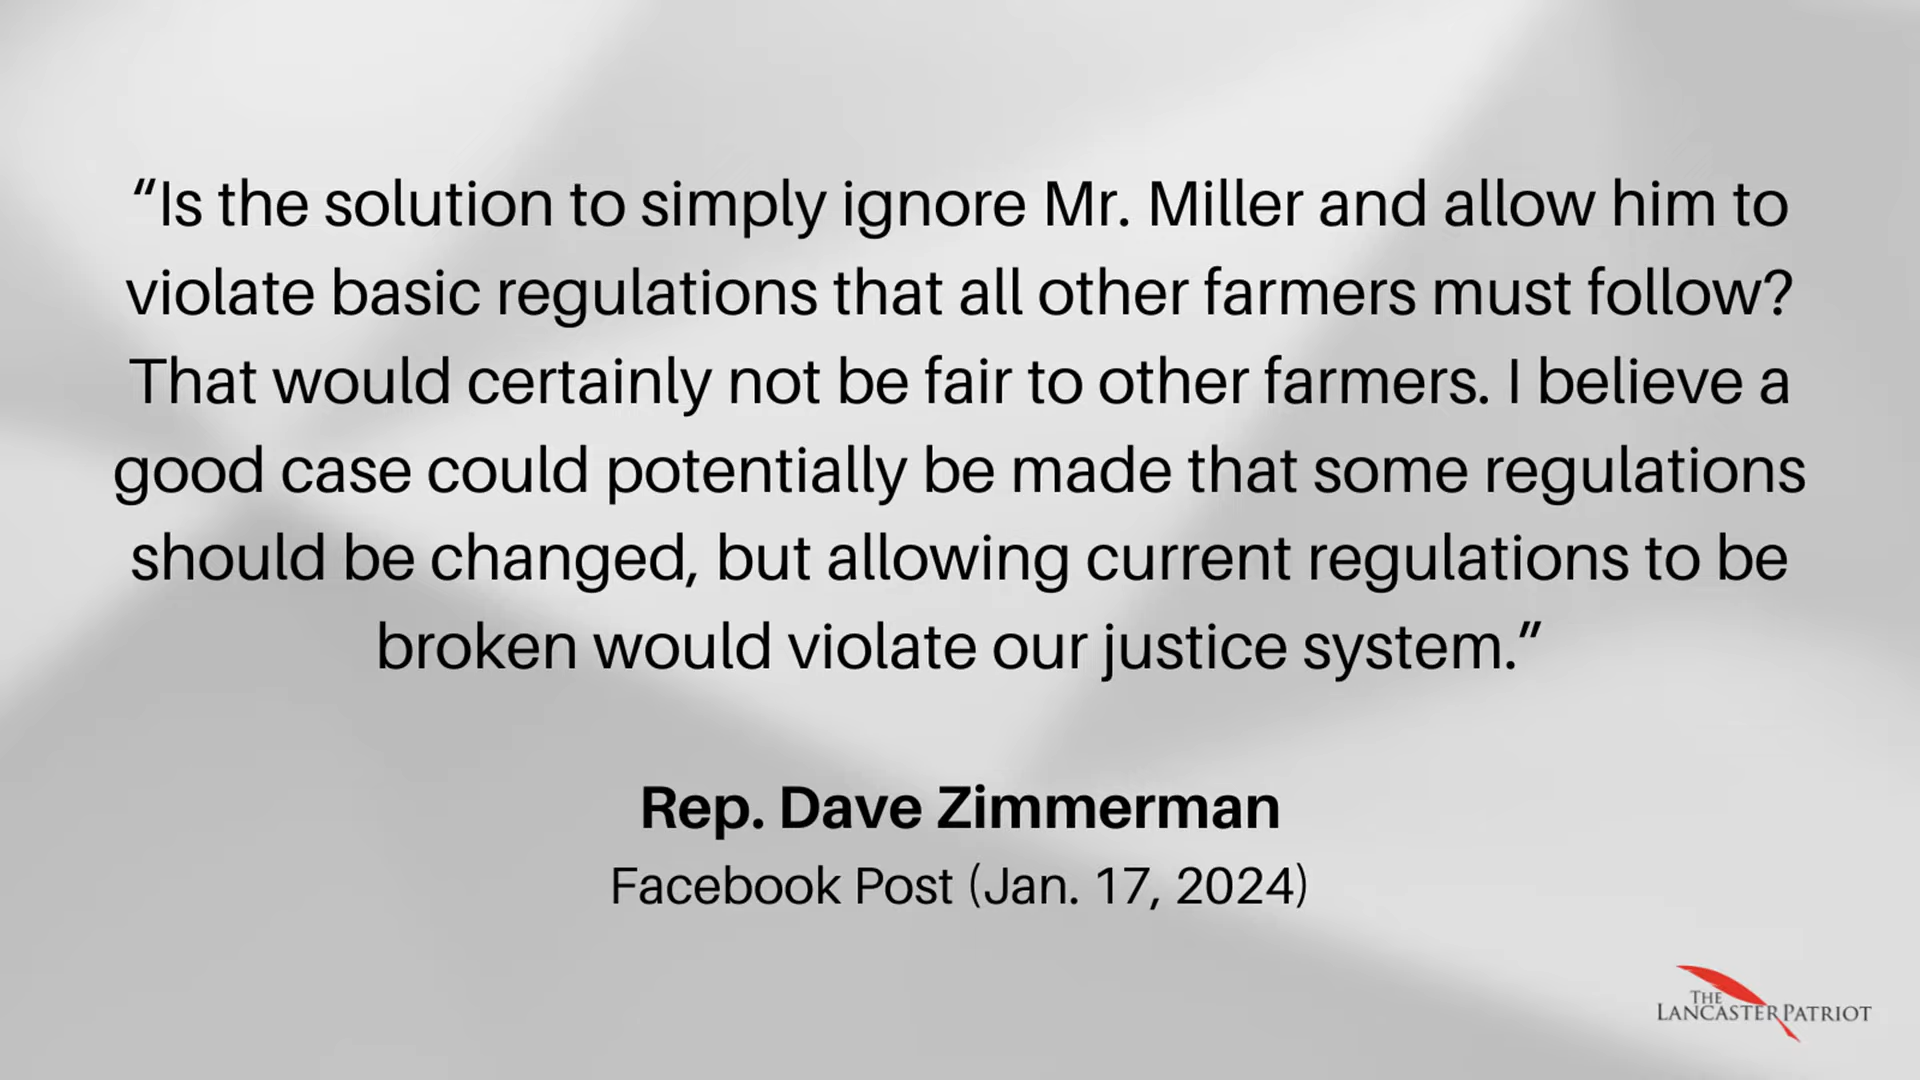 “Is the solution to simply ignore Mr. Miller and allow him to
violate basic regulations that all other farmers must follow?
That would certainly not be fair to other farmers. I believe a
good case could potentially be made that some regulations
should be changed, but allowing current regulations to be
broken would violate our justice system.”
Rep. Dave Zimmerman
Facebook Post (Jan. 17, 2024)
THE
LANCASTER PATRIOT